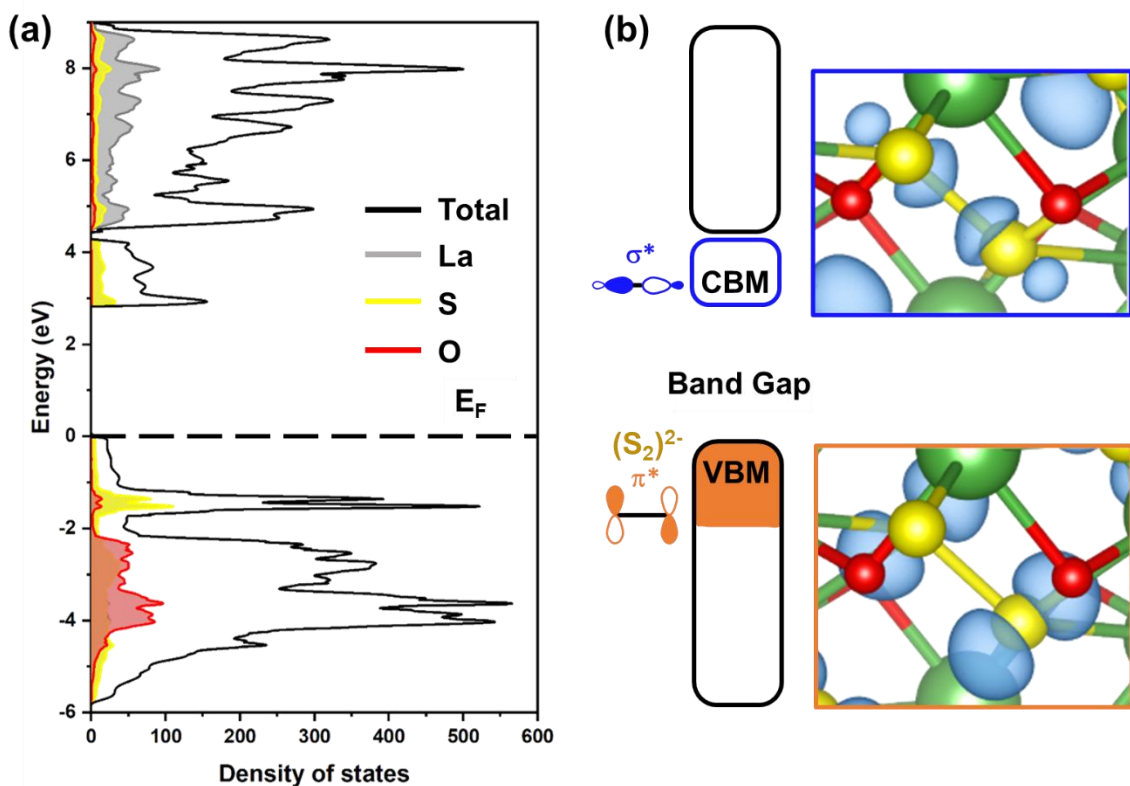 (a)
8
6
4
2
0
-2
-4
-6
Energy (eV)
Total
La
S
O
E_F
0
100
200
300
400
500
600
Density of states
(b)
σ*
CBM
Band Gap
(S₂)²⁻
π*
VBM